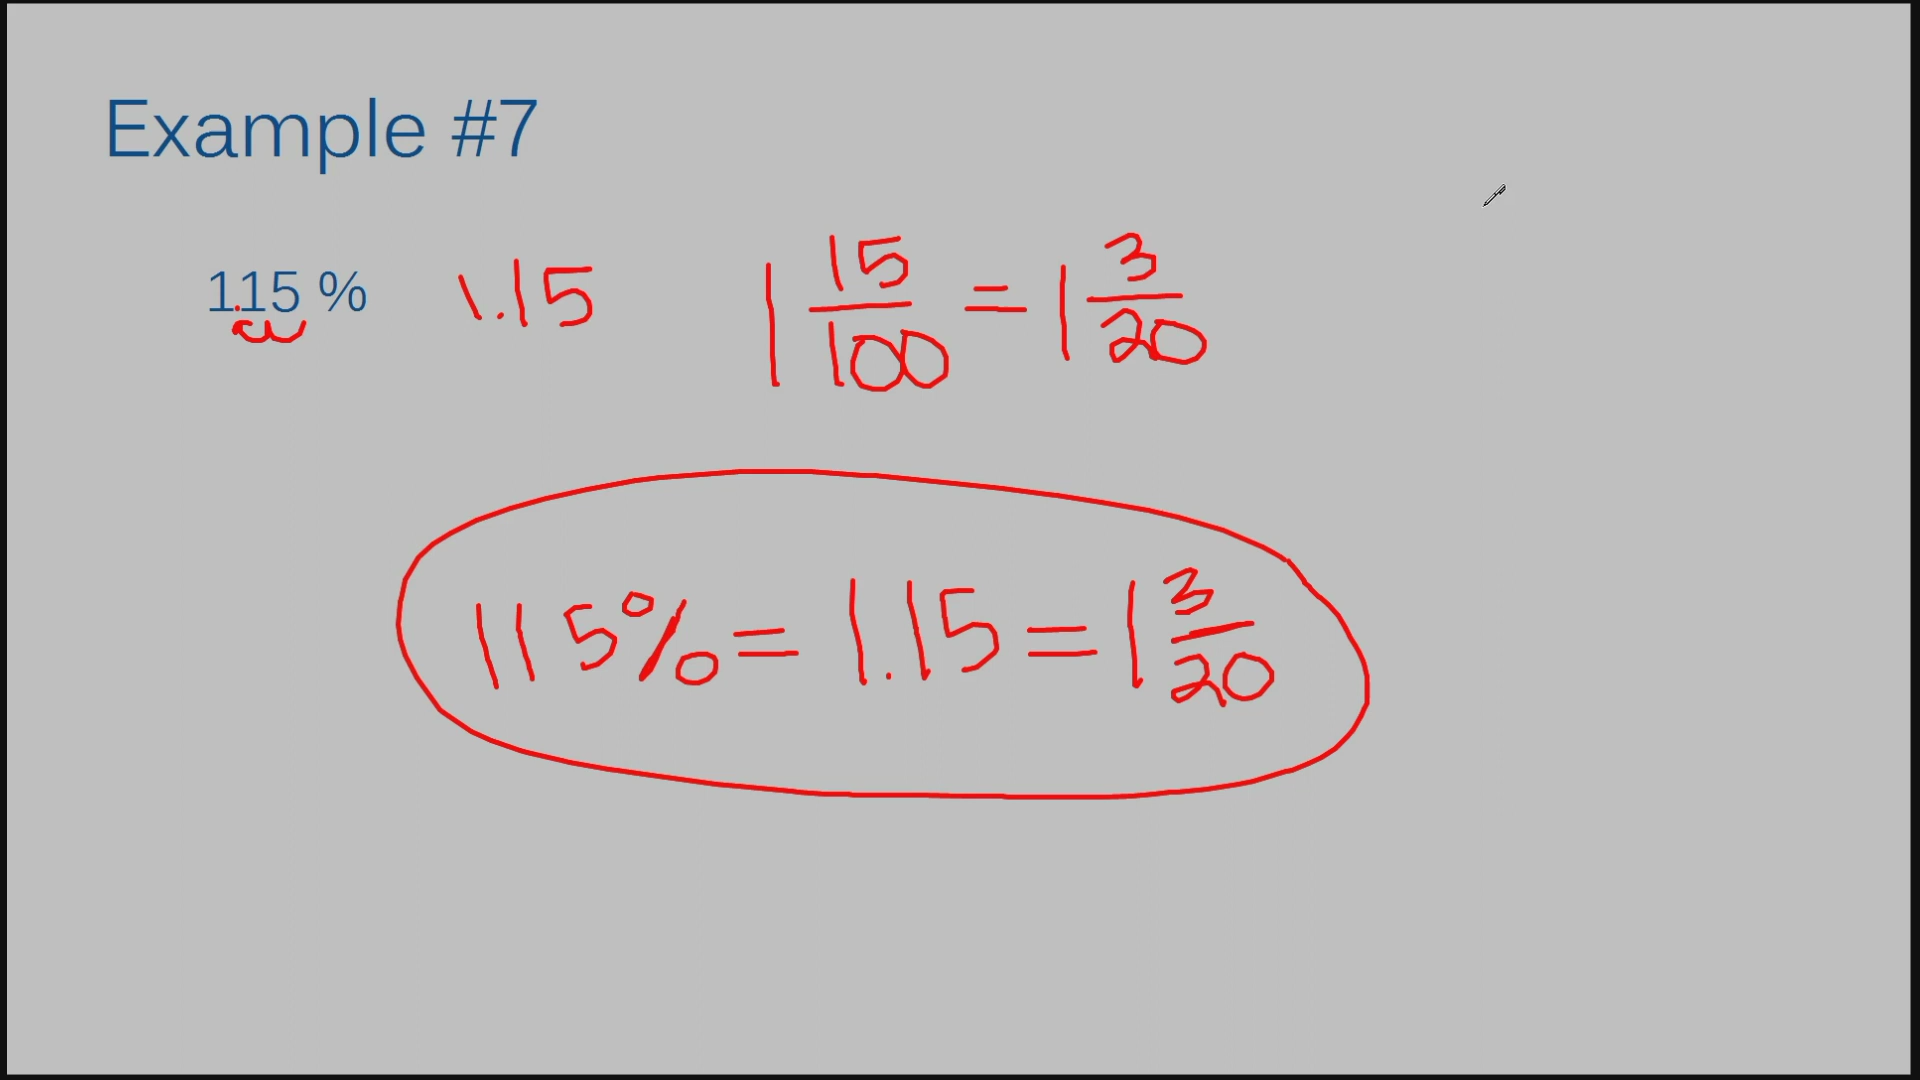 Example #7
115 % 1.15 1 15/100 = 1 3/20
115% = 1.15 = 1 3/20